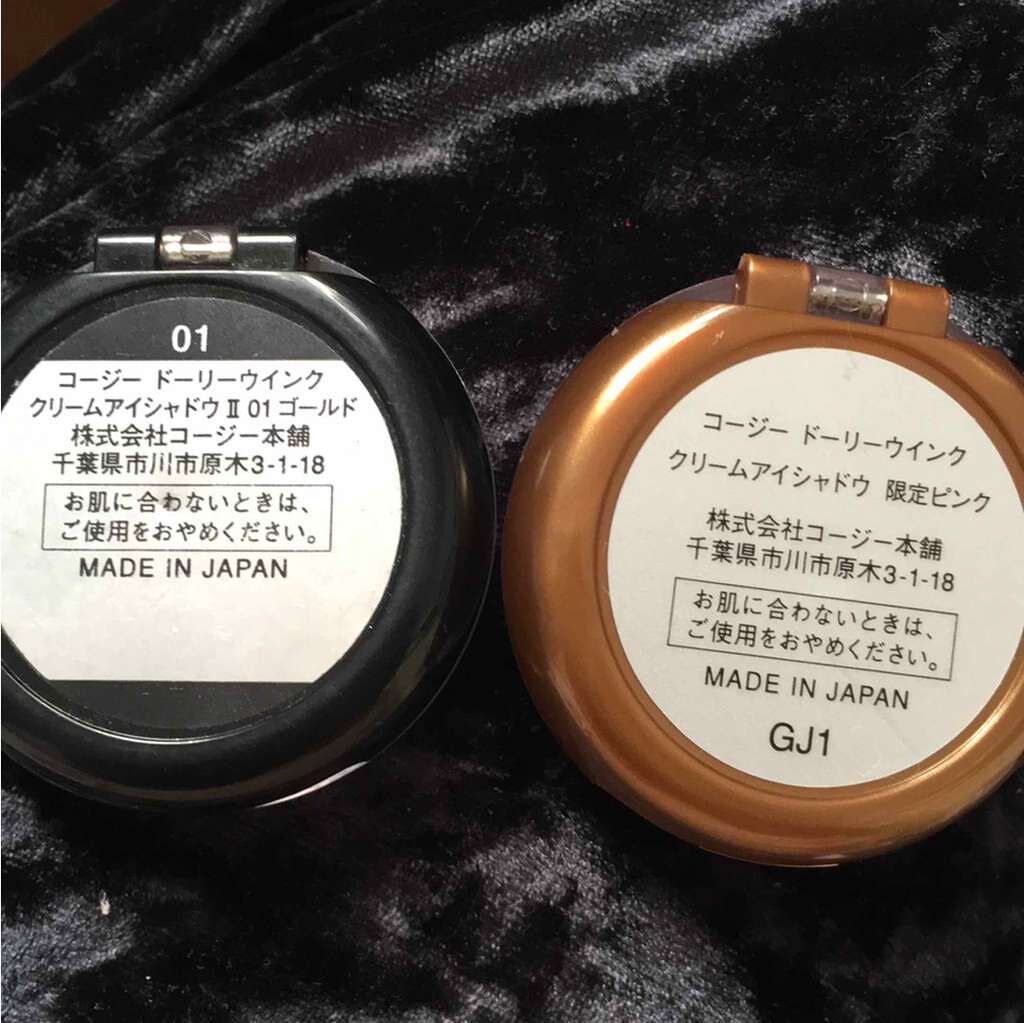 01
コージー ドーリーウインク
クリームアイシャドウ Ⅱ 01 ゴールド
株式会社コージー本舗
千葉県市川市原木3-1-18
お肌に合わないときは、
ご使用をおやめください。
MADE IN JAPAN
コージー ドーリーウインク
クリームアイシャドウ 限定ピンク
株式会社コージー本舗
千葉県市川市原木3-1-18
お肌に合わないときは、
ご使用をおやめください。
MADE IN JAPAN
GJ1